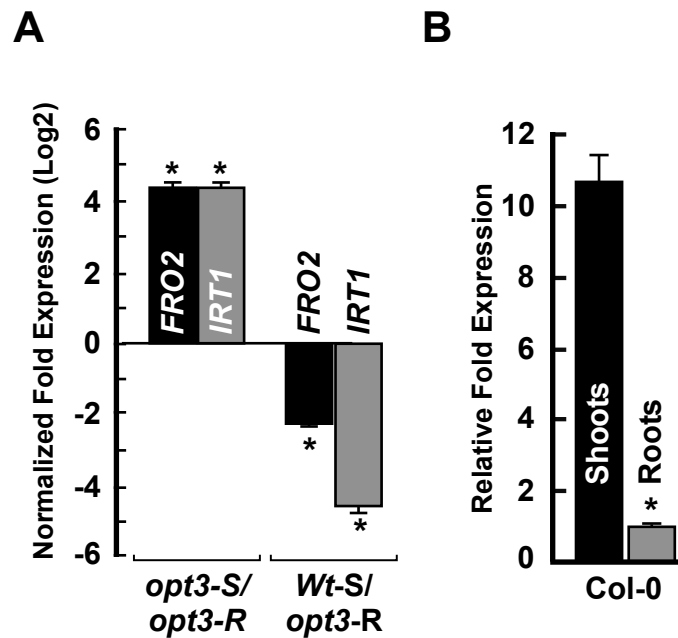 A
Normalized Fold Expression (Log2)
6
4
2
0
-2
-4
-6
* *
FRO2
IRT1
FRO2
IRT1
*
*
opt3-S/
opt3-R
Wt-S/
opt3-R
B
Relative Fold Expression
12
10
8
6
4
2
0
Shoots
* Roots
Col-0